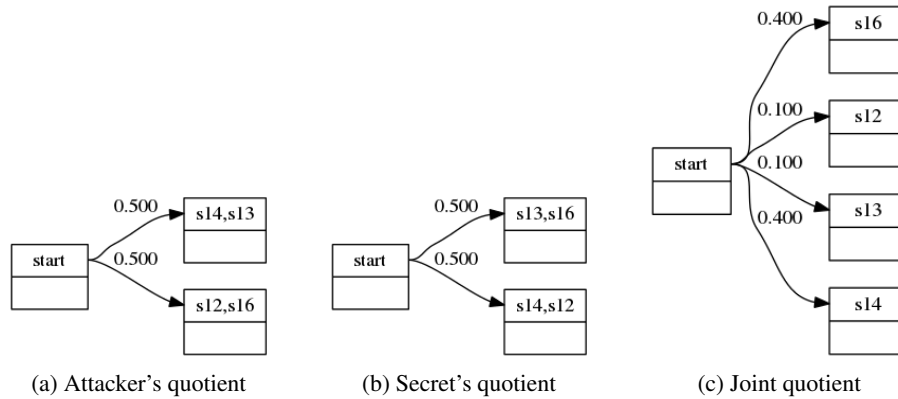 0.500
s14,s13
start
0.500
s12,s16
(a) Attacker's quotient
0.500
s13,s16
start
0.500
s14,s12
(b) Secret's quotient
0.400
s16
0.100
s12
start
0.100
s13
0.400
s14
(c) Joint quotient